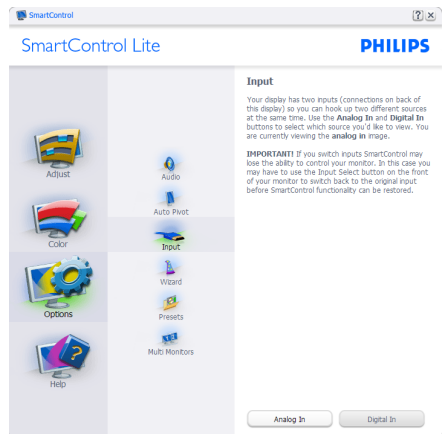 SmartControl
SmartControl Lite
PHILIPS
Adjust
Color
Options
Help
Audio
Auto Pivot
Input
Wizard
Presets
Multi Monitors
Input
Your display has two inputs (connections on back of
this display) so you can hook up two different sources
at the same time. Use the Analog In and Digital In
buttons to select which source you'd like to view. You
are currently viewing the analog in image.
IMPORTANT! If you switch inputs SmartControl may
lose the ability to control your monitor. In this case you
may have to use the Input Select button on the front
of your monitor to switch back to the original input
before SmartControl functionality can be restored.
Analog In
Digital In